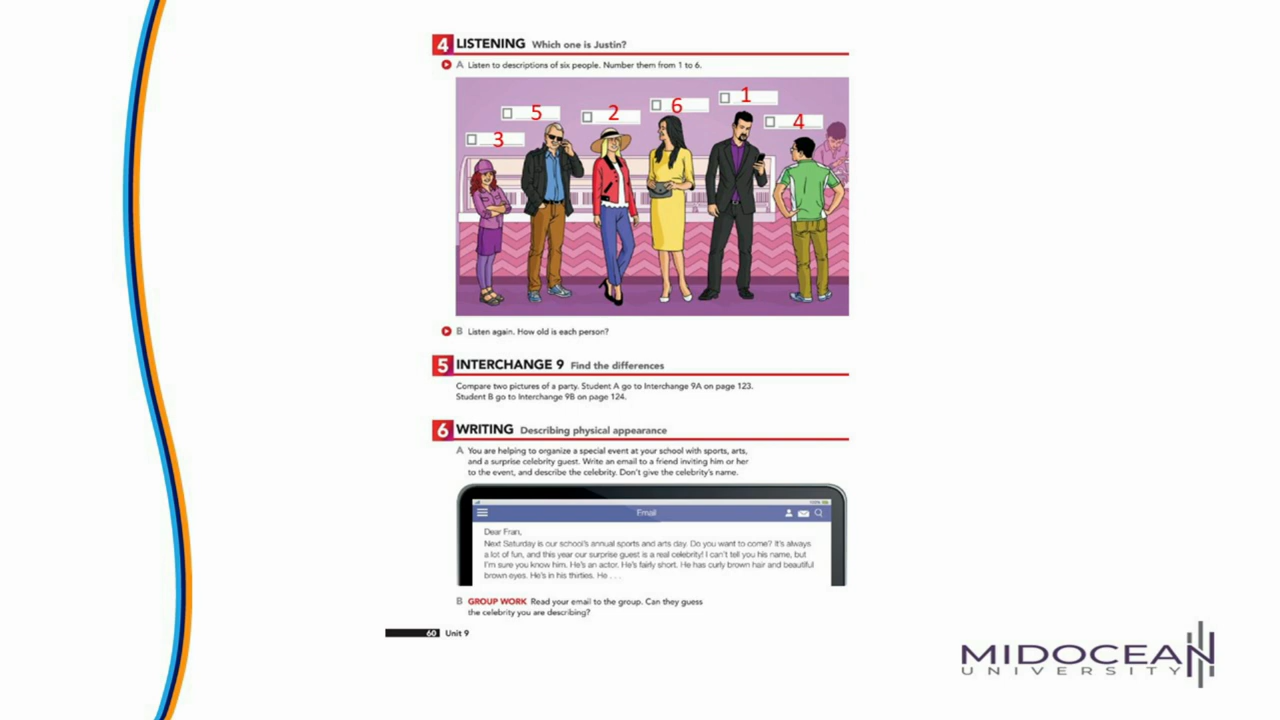 4 LISTENING Which one is Justin?
A Listen to descriptions of six people. Number them from 1 to 6.
3
5
2
6
1
4
B Listen again. How old is each person?
5 INTERCHANGE 9 Find the differences
Compare two pictures of a party. Student A go to Interchange 9A on page 123.
Student B go to Interchange 9B on page 124.
6 WRITING Describing physical appearance
A You are helping to organize a special event at your school with sports, arts,
and a surprise celebrity guest. Write an email to a friend inviting him or her
to the event, and describe the celebrity. Don't give the celebrity's name.
Email
Dear Fran,
Next Saturday is our school's annual sports and arts day. Do you want to come? It's always
a lot of fun, and this year our surprise guest is a real celebrity! I can't tell you his name, but
I'm sure you know him. He's an actor. He's fairly short. He has curly brown hair and beautiful
brown eyes. He's in his thirties. He . . .
B GROUP WORK Read your email to the group. Can they guess
the celebrity you are describing?
60 Unit 9
MIDOCEAN
UNIVERSITY